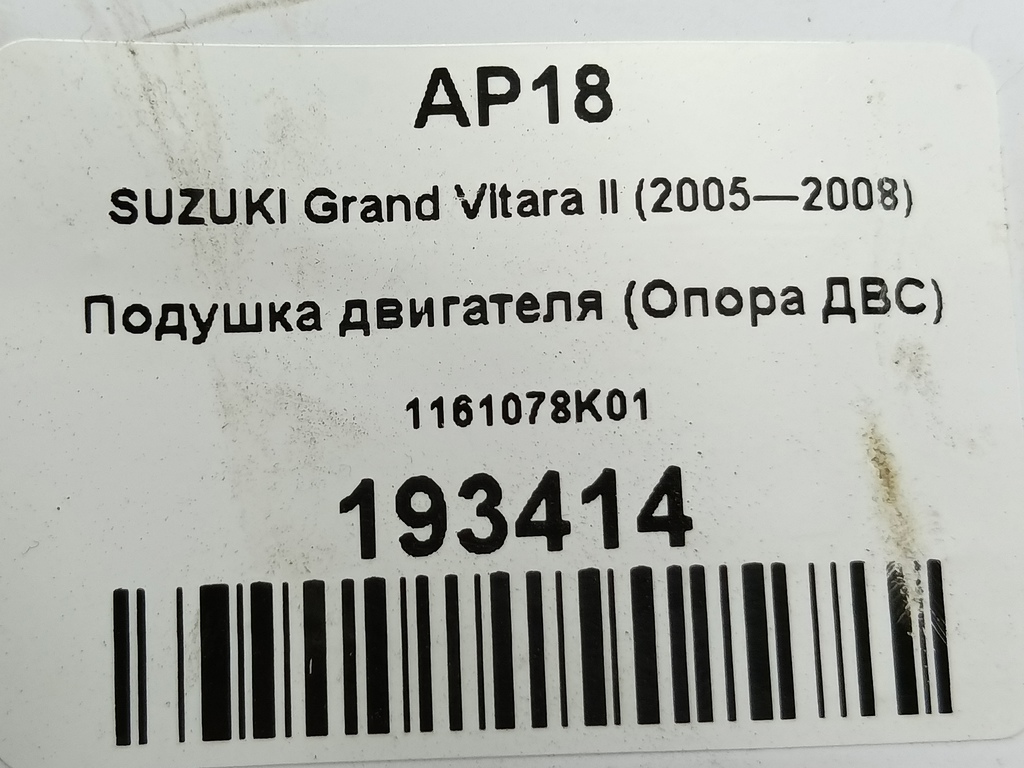 AP18
SUZUKI Grand Vitara II (2005—2008)
Подушка двигателя (Опора ДВС)
1161078K01
193414